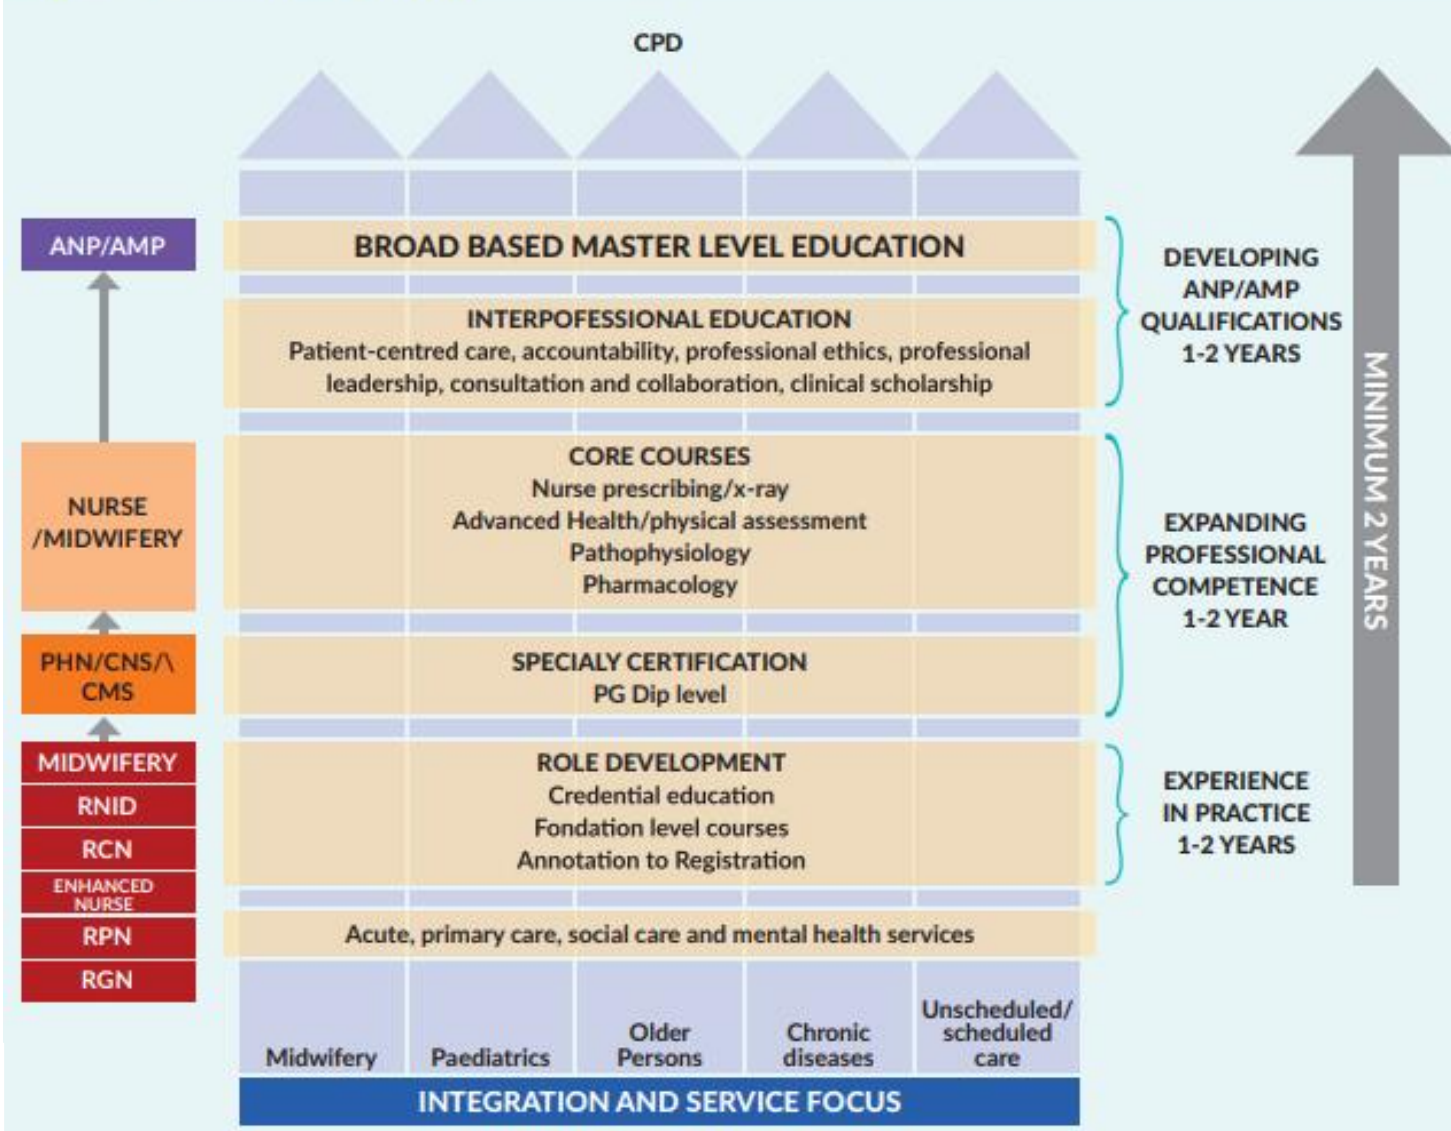 CPD
ANP/AMP
BROAD BASED MASTER LEVEL EDUCATION
INTERPOFESSIONAL EDUCATION
Patient-centred care, accountability, professional ethics, professional
leadership, consultation and collaboration, clinical scholarship
DEVELOPING
ANP/AMP
QUALIFICATIONS
1-2 YEARS
NURSE
/MIDWIFERY
CORE COURSES
Nurse prescribing/x-ray
Advanced Health/physical assessment
Pathophysiology
Pharmacology
EXPANDING
PROFESSIONAL
COMPETENCE
1-2 YEAR
MINIMUM 2 YEARS
PHN/CNS/\
CMS
SPECIALY CERTIFICATION
PG Dip level
MIDWIFERY
RNID
RCN
ENHANCED
NURSE
RPN
RGN
ROLE DEVELOPMENT
Credential education
Fondation level courses
Annotation to Registration
EXPERIENCE
IN PRACTICE
1-2 YEARS
Acute, primary care, social care and mental health services
Midwifery
Paediatrics
Older
Persons
Chronic
diseases
Unscheduled/
scheduled
care
INTEGRATION AND SERVICE FOCUS